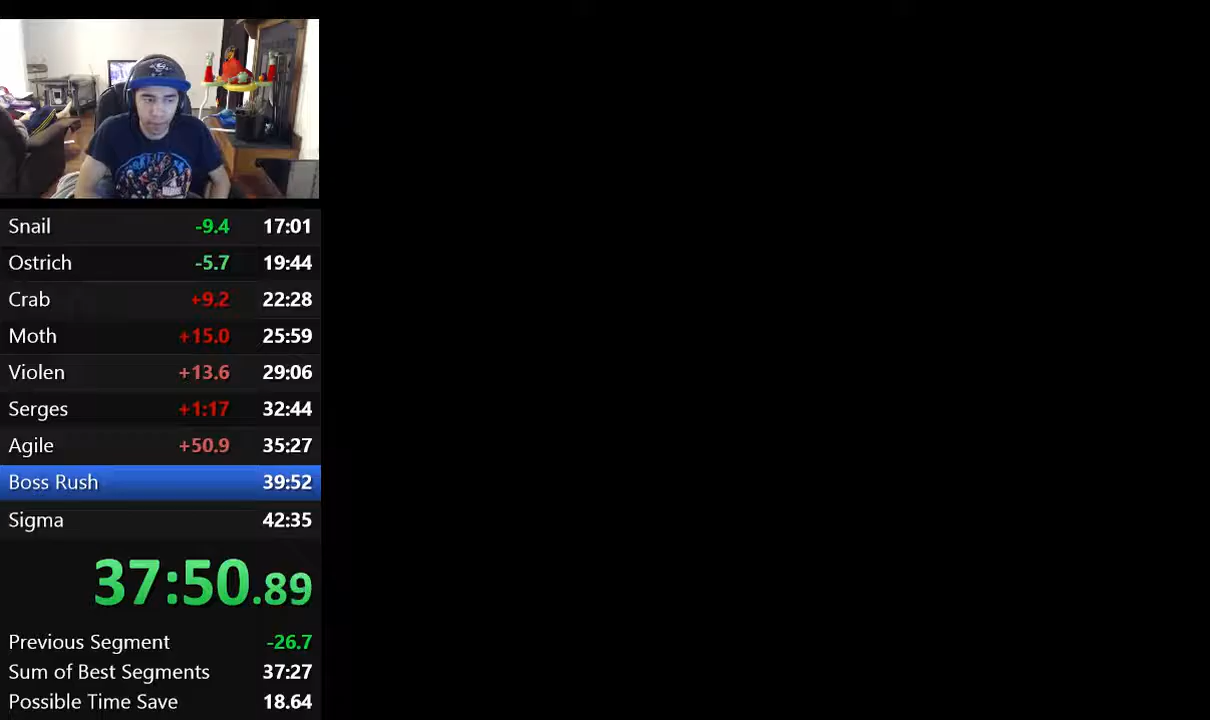 Snail -9.4 17:01
Ostrich -5.7 19:44
Crab +9.2 22:28
Moth +15.0 25:59
Violen +13.6 29:06
Serges +1:17 32:44
Agile +50.9 35:27
Boss Rush 39:52
Sigma 42:35
37:50.89
Previous Segment -26.7
Sum of Best Segments 37:27
Possible Time Save 18.64